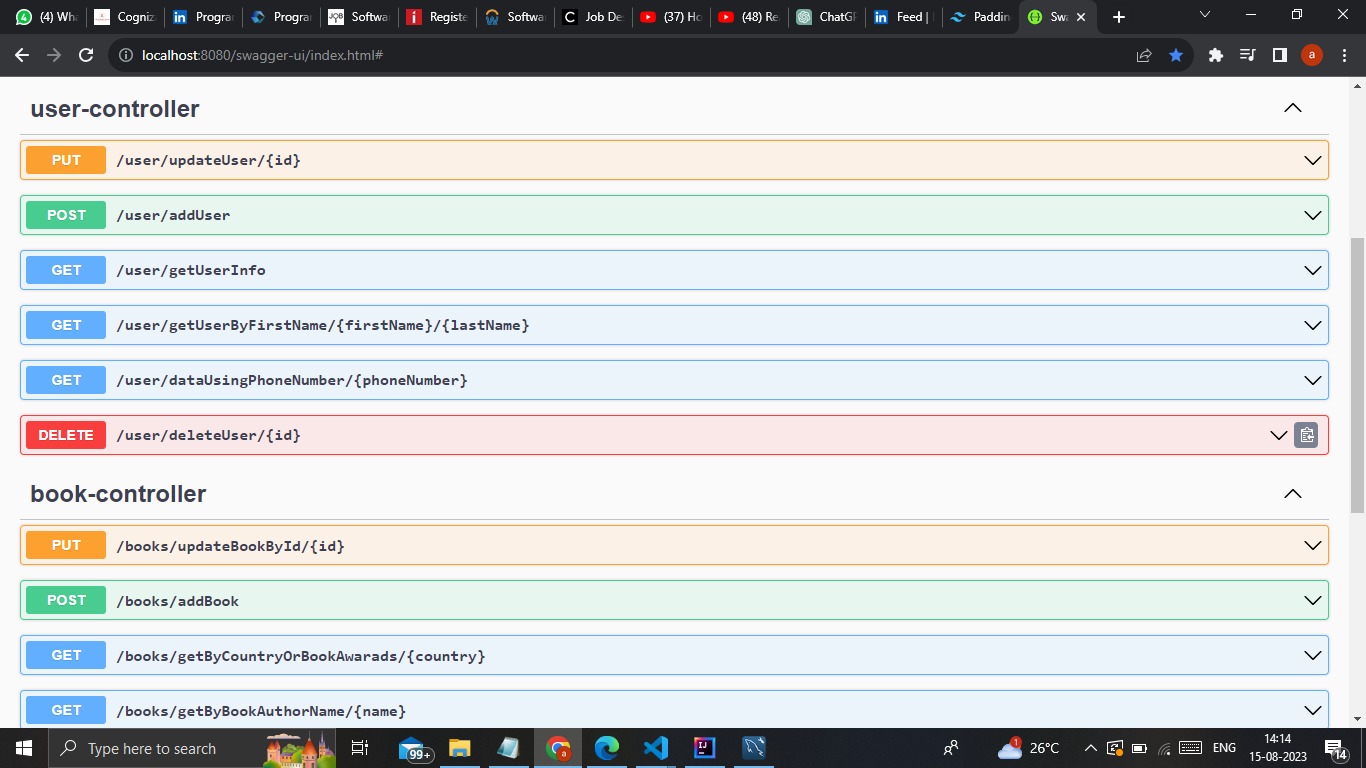 (4) Wha
Cogniz
Progran
Progra
Softwa
Registe
Softwa
Job De
(37) Ho
(48) Re
ChatGP
Feed |
Paddin
Swa
localhost:8080/swagger-ui/index.html#
a
user-controller
PUT /user/updateUser/{id}
POST /user/addUser
GET /user/getUserInfo
GET /user/getUserByFirstName/{firstName}/{lastName}
GET /user/dataUsingPhoneNumber/{phoneNumber}
DELETE /user/deleteUser/{id}
book-controller
PUT /books/updateBookById/{id}
POST /books/addBook
GET /books/getByCountryOrBookAwarads/{country}
GET /books/getByBookAuthorName/{name}
Type here to search
99+
1
26°C
ENG
14:14
15-08-2023
14